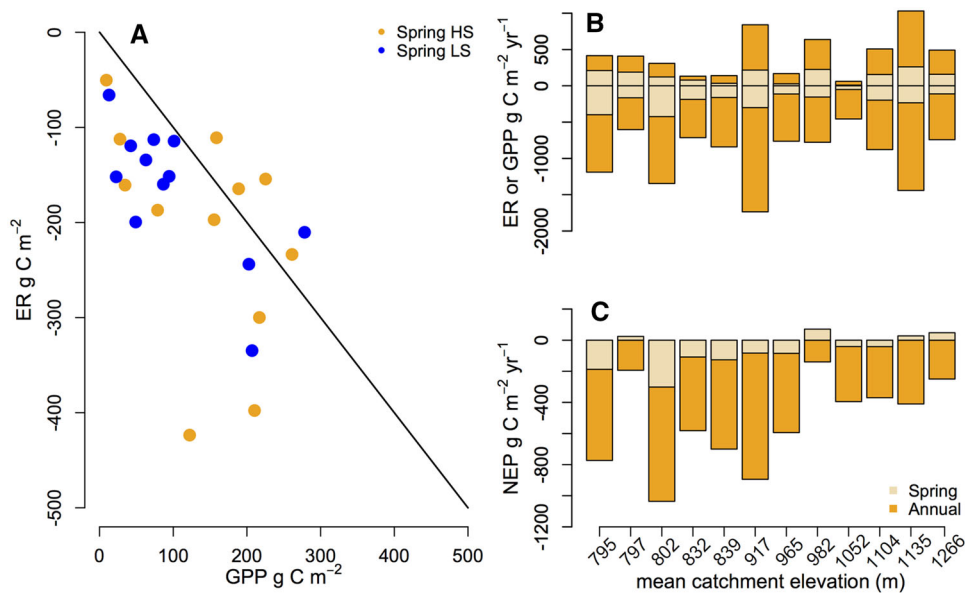 A
Spring HS
Spring LS
0
-100
-200
-300
-400
-500
ER g C m⁻²
0 100 200 300 400 500
GPP g C m⁻²
B
500
0
-1000
-2000
ER or GPP g C m⁻² yr⁻¹
C
0
-400
-800
-1200
NEP g C m⁻² yr⁻¹
Spring
Annual
795 797 802 832 839 917 965 982 1052 1104 1135 1266
mean catchment elevation (m)